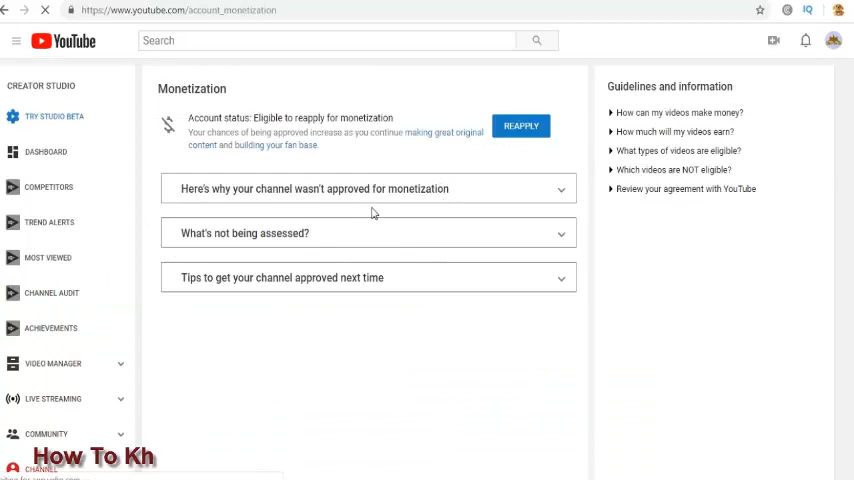 https://www.youtube.com/account_monetization
YouTube
Search
IQ
CREATOR STUDIO
TRY STUDIO BETA
DASHBOARD
COMPETITORS
TREND ALERTS
MOST VIEWED
CHANNEL AUDIT
ACHIEVEMENTS
VIDEO MANAGER
LIVE STREAMING
COMMUNITY
CHANNEL
How To Kh
Monetization
Account status: Eligible to reapply for monetization
Your chances of being approved increase as you continue making great original
content and building your fan base.
REAPPLY
Here's why your channel wasn't approved for monetization
What's not being assessed?
Tips to get your channel approved next time
Guidelines and information
How can my videos make money?
How much will my videos earn?
What types of videos are eligible?
Which videos are NOT eligible?
Review your agreement with YouTube